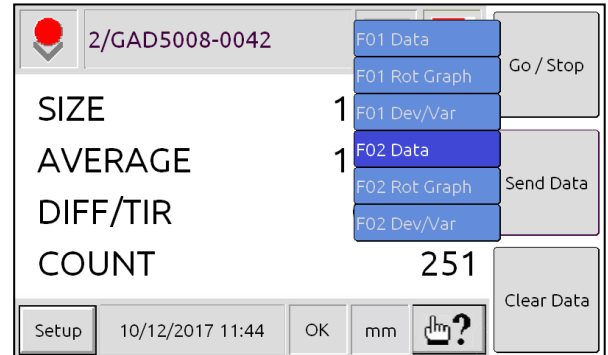 2/GAD5008-0042
F01 Data
F01 Rot Graph
F01 Dev/Var
F02 Data
F02 Rot Graph
F02 Dev/Var
Go / Stop
SIZE 1
AVERAGE 1
DIFF/TIR
COUNT 251
Send Data
Clear Data
Setup 10/12/2017 11:44 OK mm ?